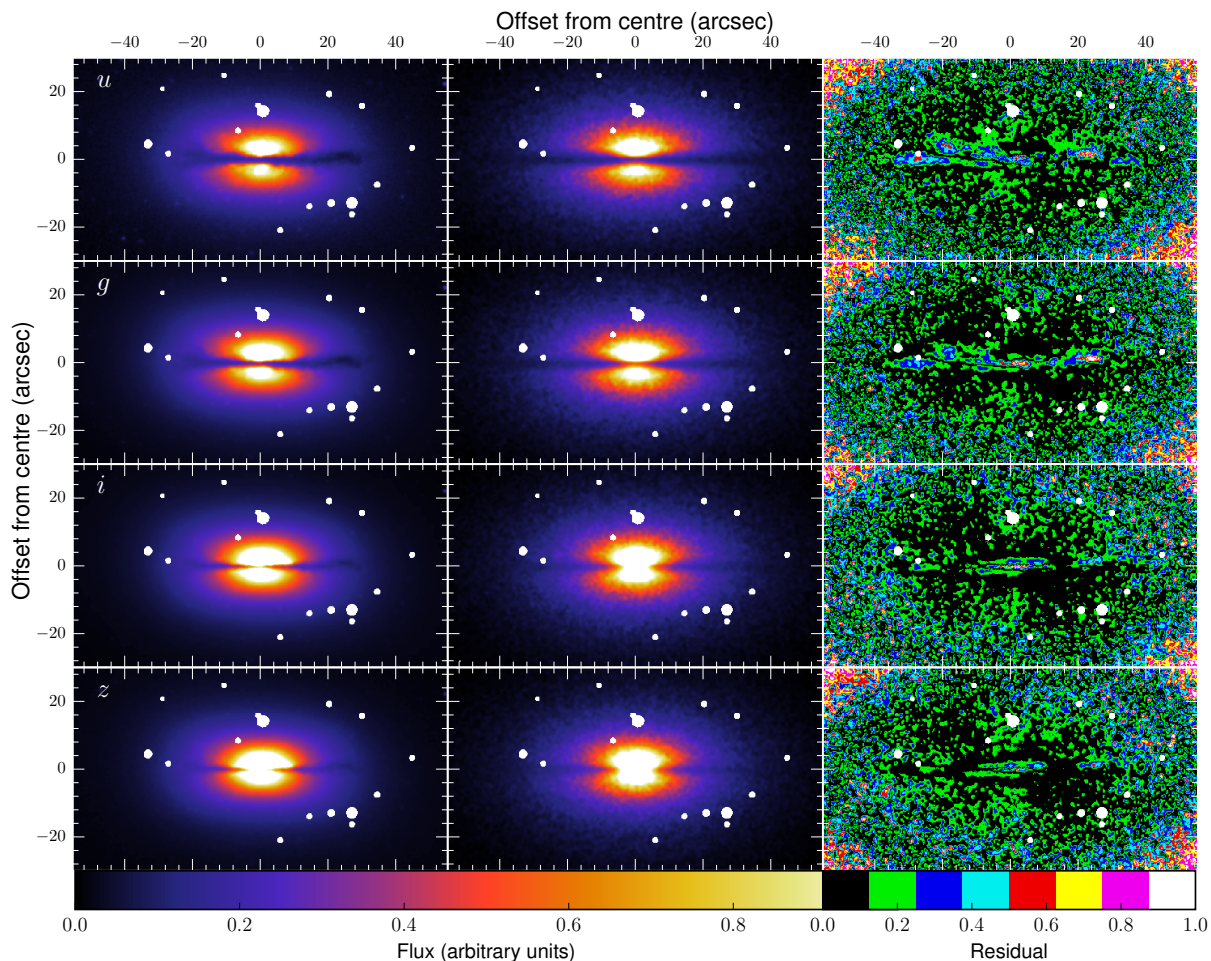 Offset from centre (arcsec)
−40 −20 0 20 40 −40 −20 0 20 40 −40 −20 0 20 40
u
20
0
−20
g
20
0
−20
i
20
0
−20
z
20
0
−20
Offset from centre (arcsec)
0.0 0.2 0.4 0.6 0.8 0.0 0.2 0.4 0.6 0.8 1.0
Flux (arbitrary units) Residual